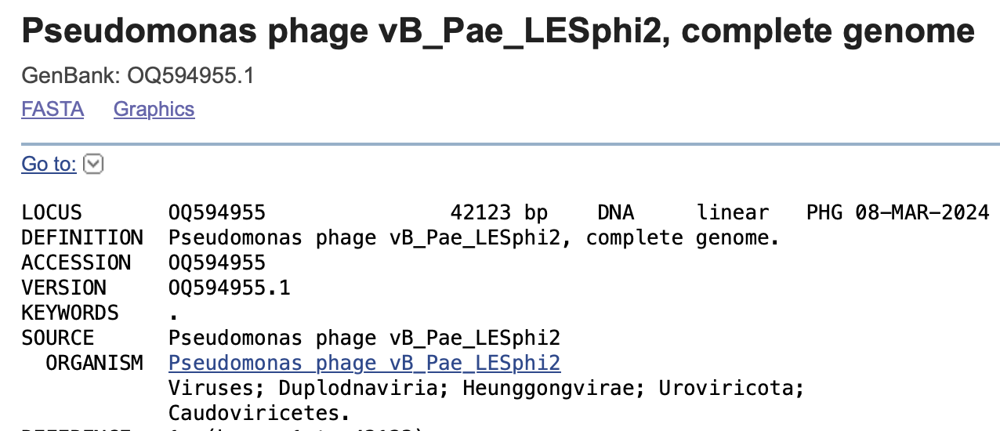 Pseudomonas phage vB_Pae_LESphi2, complete genome
GenBank: OQ594955.1
FASTA Graphics
Go to:
LOCUS OQ594955 42123 bp DNA linear PHG 08-MAR-2024
DEFINITION Pseudomonas phage vB_Pae_LESphi2, complete genome.
ACCESSION OQ594955
VERSION OQ594955.1
KEYWORDS .
SOURCE Pseudomonas phage vB_Pae_LESphi2
ORGANISM Pseudomonas phage vB_Pae_LESphi2
Viruses; Duplodnaviria; Heunggongvirae; Uroviricota;
Caudoviricetes.